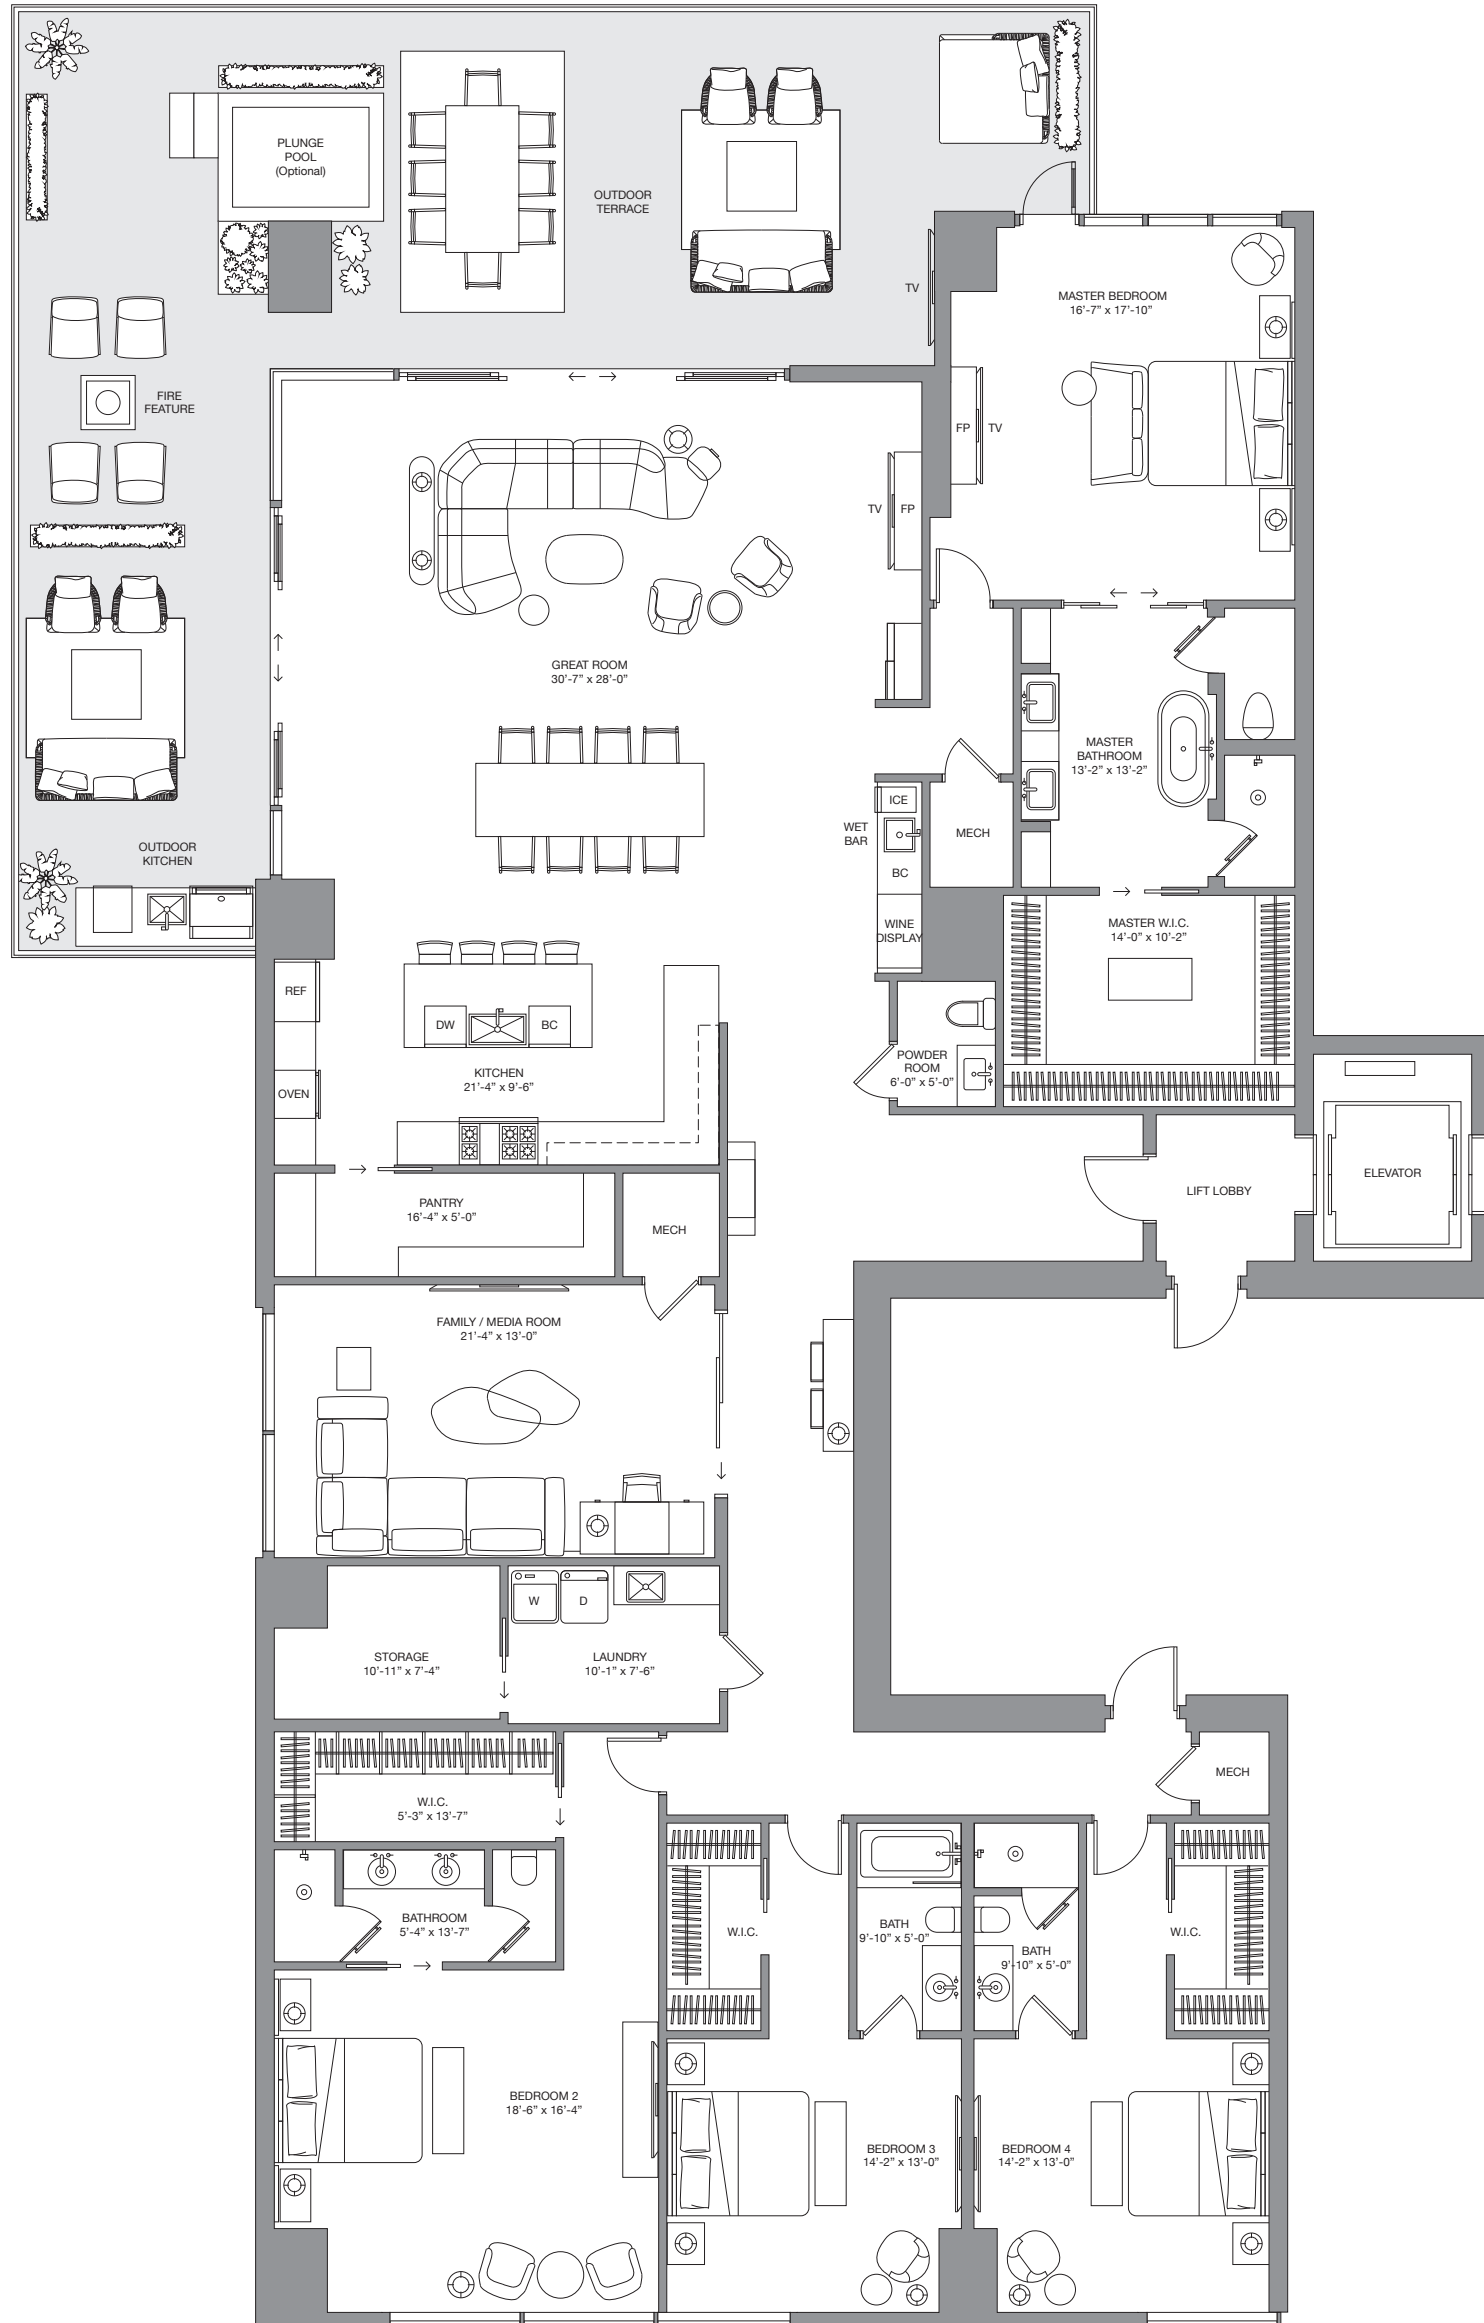 PLUNGE
POOL
(Optional)
OUTDOOR
TERRACE
TV
MASTER BEDROOM
16'-7" x 17'-10"
FIRE
FEATURE
FP
TV
TV
FP
GREAT ROOM
30'-7" x 28'-0"
MASTER
BATHROOM
13'-2" x 13'-2"
ICE
WET
BAR
MECH
OUTDOOR
KITCHEN
BC
WINE
DISPLAY
MASTER W.I.C.
14'-0" x 10'-2"
REF
DW
BC
KITCHEN
21'-4" x 9'-6"
POWDER
ROOM
6'-0" x 5'-0"
OVEN
ELEVATOR
LIFT LOBBY
PANTRY
16'-4" x 5'-0"
MECH
FAMILY / MEDIA ROOM
21'-4" x 13'-0"
W
D
STORAGE
10'-11" x 7'-4"
LAUNDRY
10'-1" x 7'-6"
MECH
W.I.C.
5'-3" x 13'-7"
BATHROOM
5'-4" x 13'-7"
W.I.C.
BATH
9'-10" x 5'-0"
BATH
9'-10" x 5'-0"
W.I.C.
BEDROOM 2
18'-6" x 16'-4"
BEDROOM 3
14'-2" x 13'-0"
BEDROOM 4
14'-2" x 13'-0"